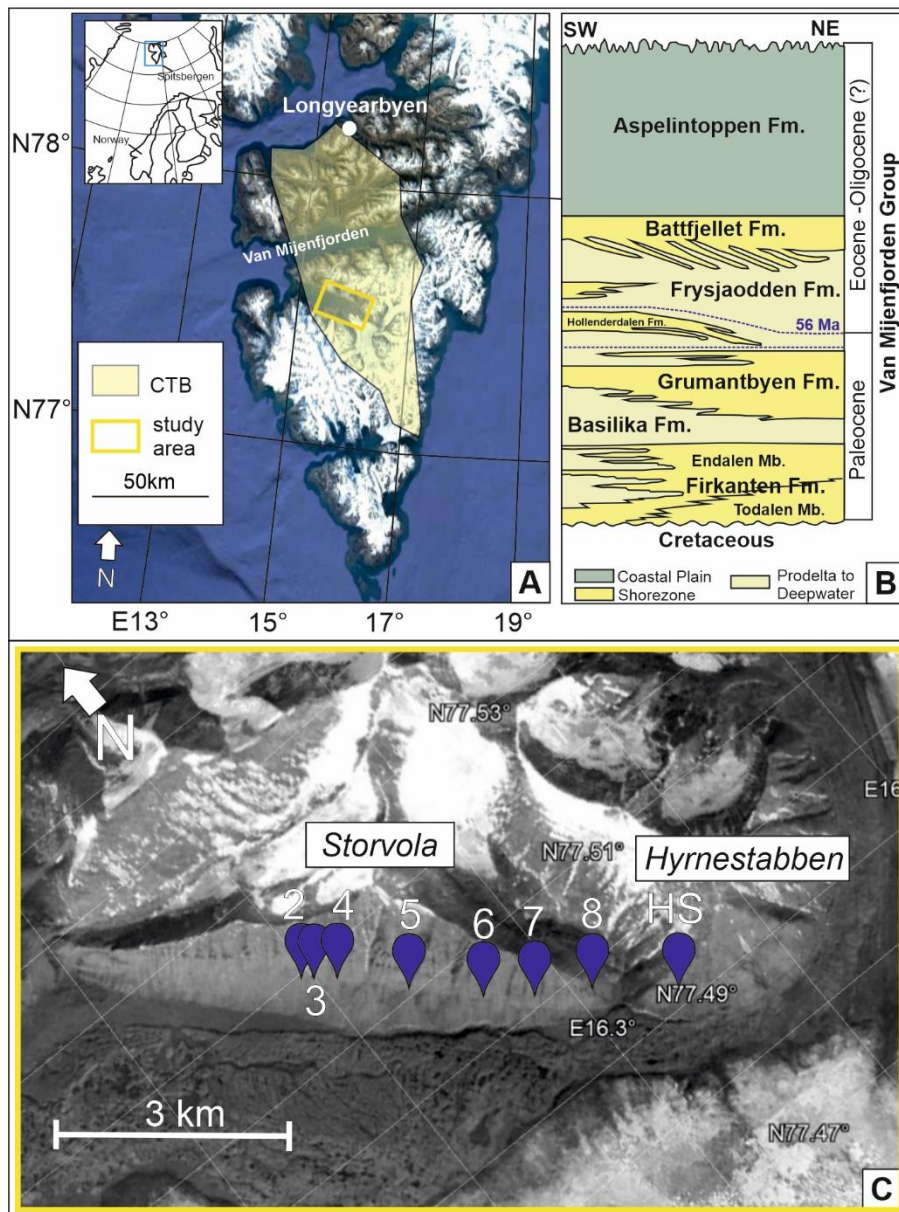 Spitsbergen
Norway
Longyearbyen
N78°
Van Mijenfjorden
N77°
CTB
study
area
50km
N
A
E13°
15°
17°
19°
SW
NE
Aspelintoppen Fm.
Battfjellet Fm.
Frysjaodden Fm.
Hollenderdalen Fm.
56 Ma
Grumantbyen Fm.
Basilika Fm.
Endalen Mb.
Firkanten Fm.
Todalen Mb.
Cretaceous
Paleocene
Eocene -Oligocene (?)
Van Mijenfjorden Group
Coastal Plain
Shorezone
Prodelta to
Deepwater
B
N
N77.53°
E16
Storvola
N77.51°
Hyrnestabben
2
4
5
6
7
8
HS
3
N77.49°
E16.3°
3 km
N77.47°
C